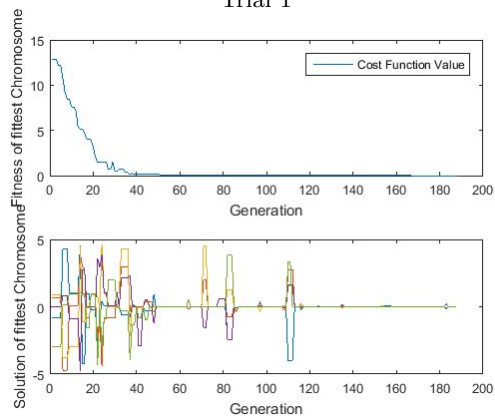 Trial 1
Fitness of fittest Chromosome
15
10
5
0
Cost Function Value
0 20 40 60 80 100 120 140 160 180 200
Generation
Solution of fittest Chromosome
5
0
-5
0 20 40 60 80 100 120 140 160 180 200
Generation